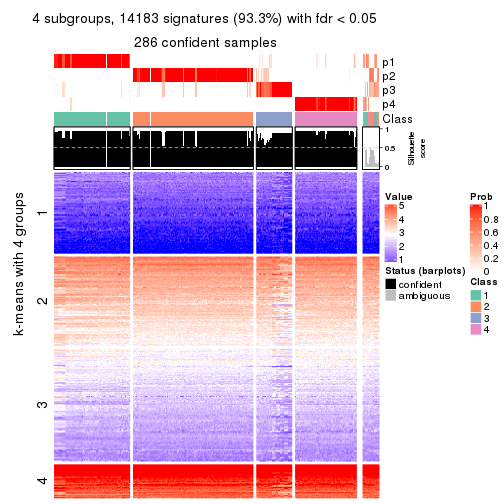 4 subgroups, 14183 signatures (93.3%) with fdr < 0.05
286 confident samples
p1
p2
p3
p4
Class
1
0.5
0
Silhouette
score
k-means with 4 groups
1
2
3
4
Value
5
4
3
2
1
Status (barplots)
confident
ambiguous
Prob
1
0.8
0.6
0.4
0.2
0
Class
1
2
3
4